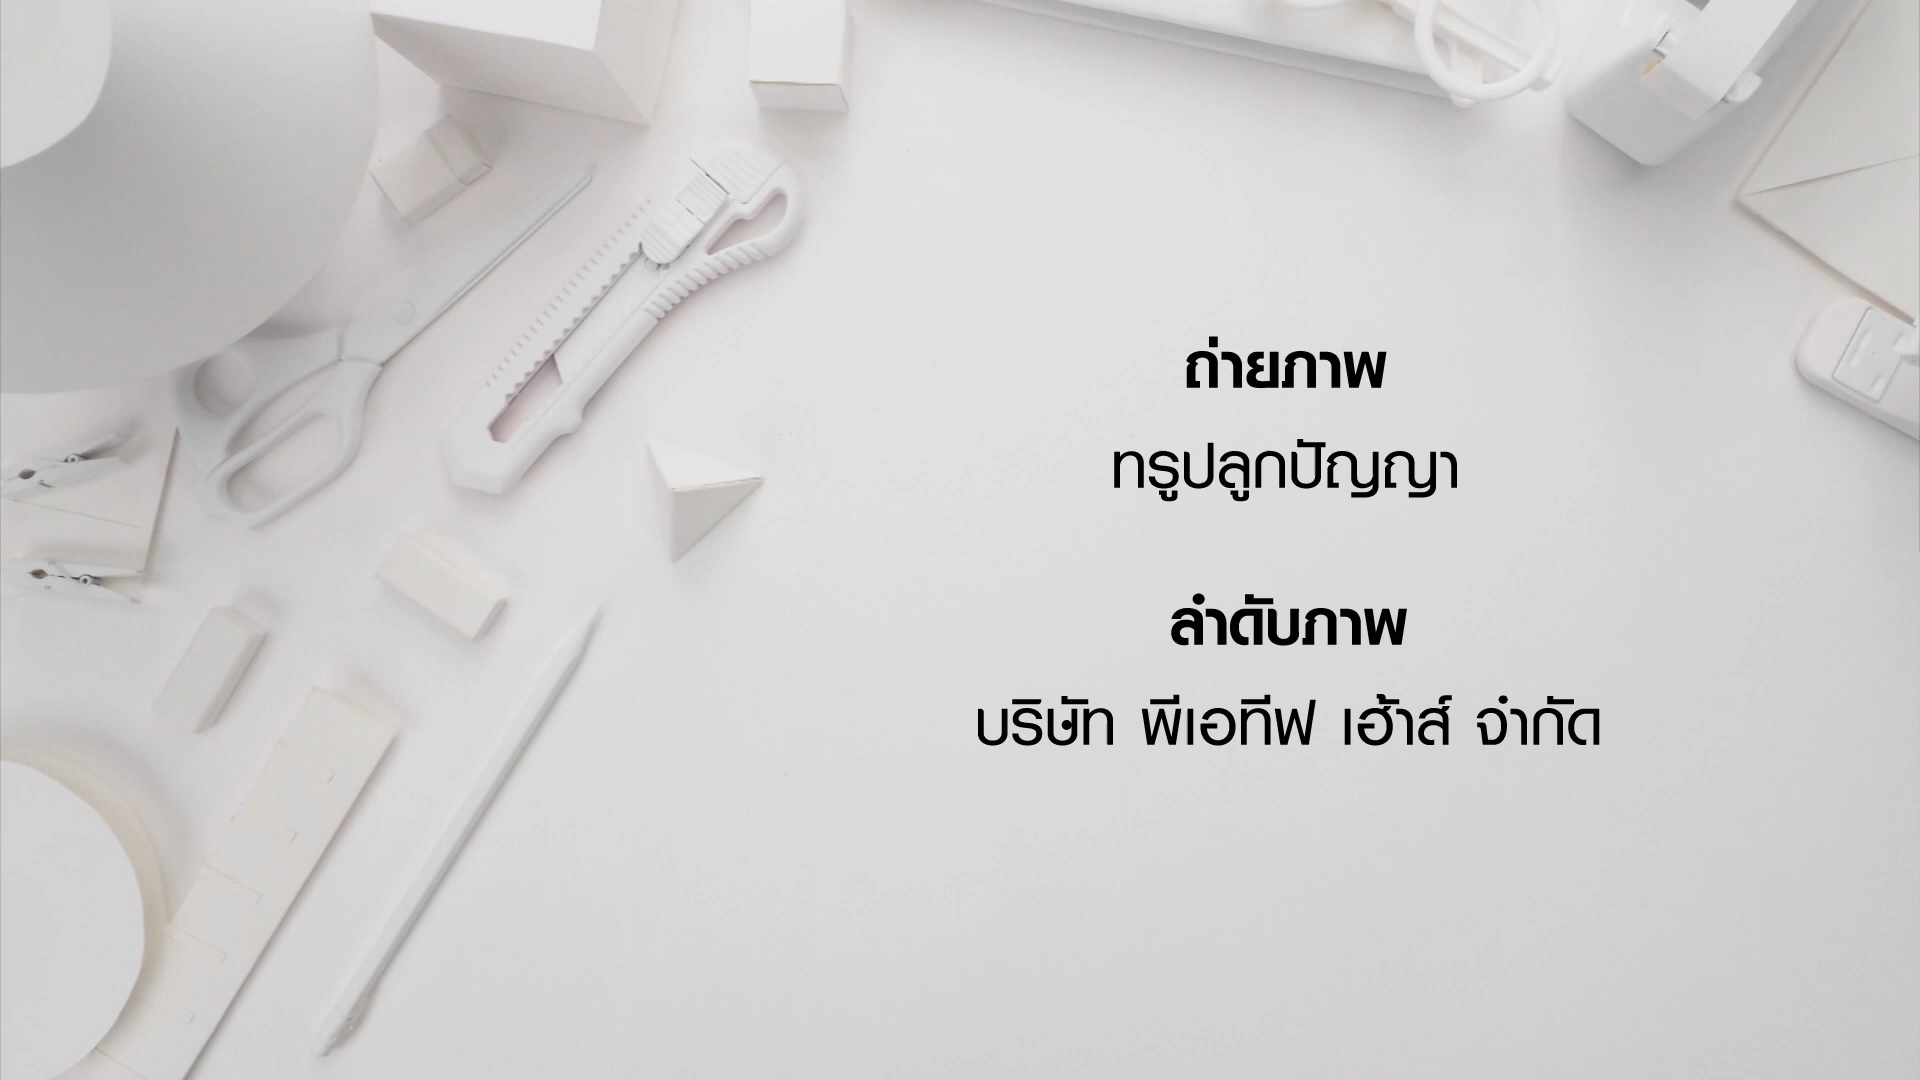 ถ่ายภาพ
ทรูปลูกปัญญา
ลำดับภาพ
บริษัท พีเอทีฟ เฮ้าส์ จำกัด